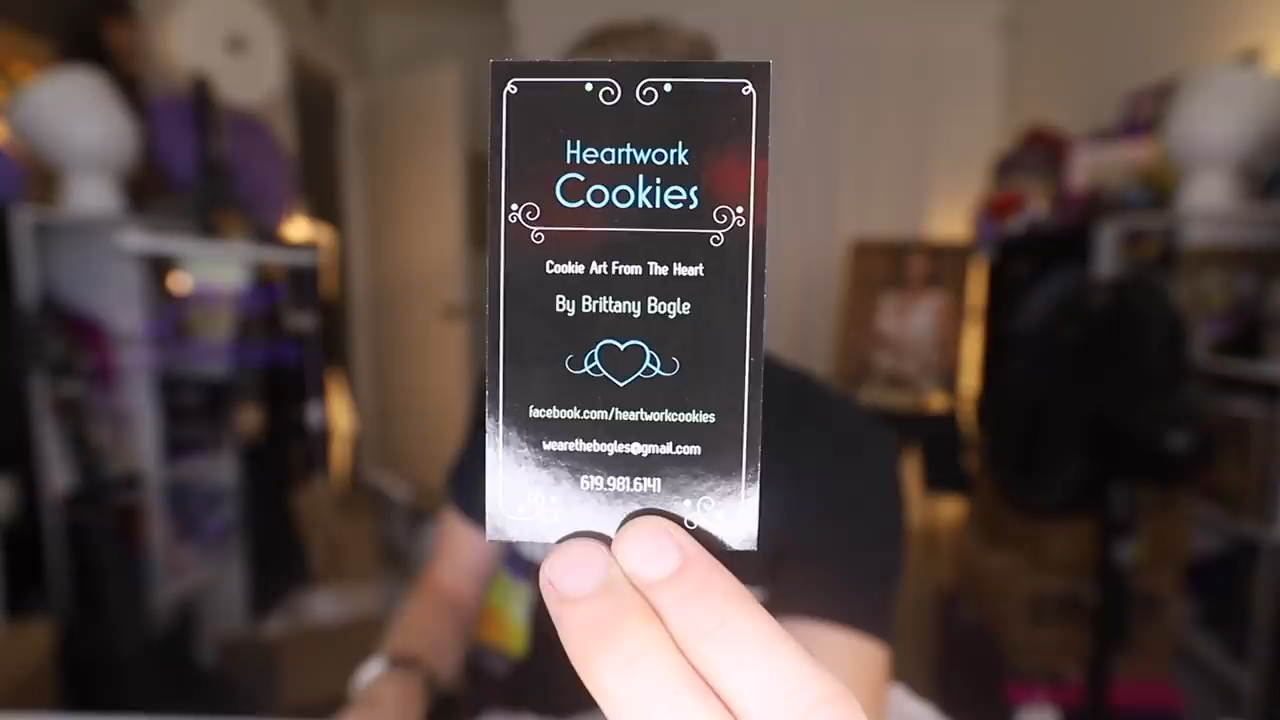 Heartwork
Cookies
Cookie Art From The Heart
By Brittany Bogle
facebook.com/heartworkcookies
wearethebogles@gmail.com
619.981.6141